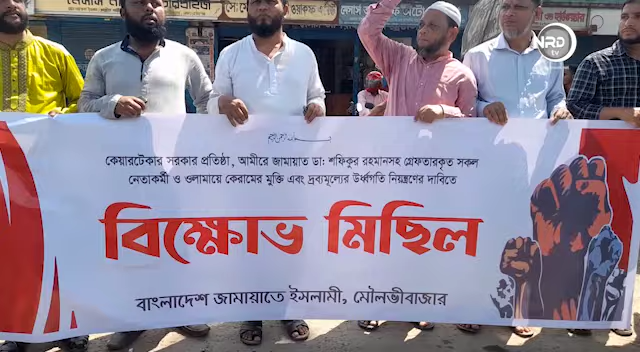 NRD
TV
কেয়ারটেকার সরকার প্রতিষ্ঠা, আমীরে জামায়াত ডা: শফিকুর রহমানসহ গ্রেফতারকৃত সকল
নেতাকর্মী ও ওলামায়ে কেরামের মুক্তি এবং দ্রব্যমূল্যের উর্ধ্বগতি নিয়ন্ত্রণের দাবিতে
বিক্ষোভ মিছিল
বাংলাদেশ জামায়াতে ইসলামী, মৌলভীবাজার